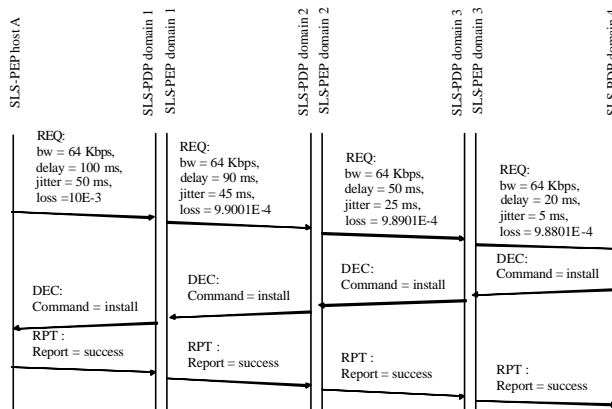 SLS-PEP host A
SLS-PDP domain 1
SLS-PEP domain 1
SLS-PDP domain 2
SLS-PEP domain 2
SLS-PDP domain 3
SLS-PEP domain 3
SLS-PDP domain 4
REQ:
bw = 64 Kbps,
delay = 100 ms,
jitter = 50 ms,
loss =10E-3
REQ:
bw = 64 Kbps,
delay = 90 ms,
jitter = 45 ms,
loss = 9.9001E-4
REQ:
bw = 64 Kbps,
delay = 50 ms,
jitter = 25 ms,
loss = 9.8901E-4
REQ:
bw = 64 Kbps,
delay = 20 ms,
jitter = 5 ms,
loss = 9.8801E-4
DEC:
Command = install
DEC:
Command = install
DEC:
Command = install
DEC:
Command = install
RPT :
Report = success
RPT :
Report = success
RPT :
Report = success
RPT :
Report = success